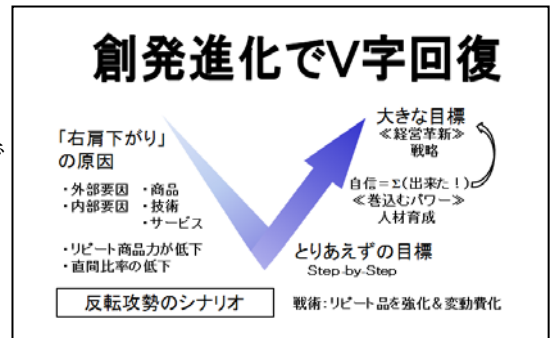 創発進化でV字回復
「右肩下がり」
の原因
・外部要因 ・商品
・内部要因 ・技術
・サービス
・リピート商品力が低下
・直間比率の低下
反転攻勢のシナリオ
大きな目標
≪経営革新≫
戦略
自信=Σ(出来た!)
≪巻込むパワー≫
人材育成
とりあえずの目標
Step-by-Step
戦術:リピート品を強化&変動費化